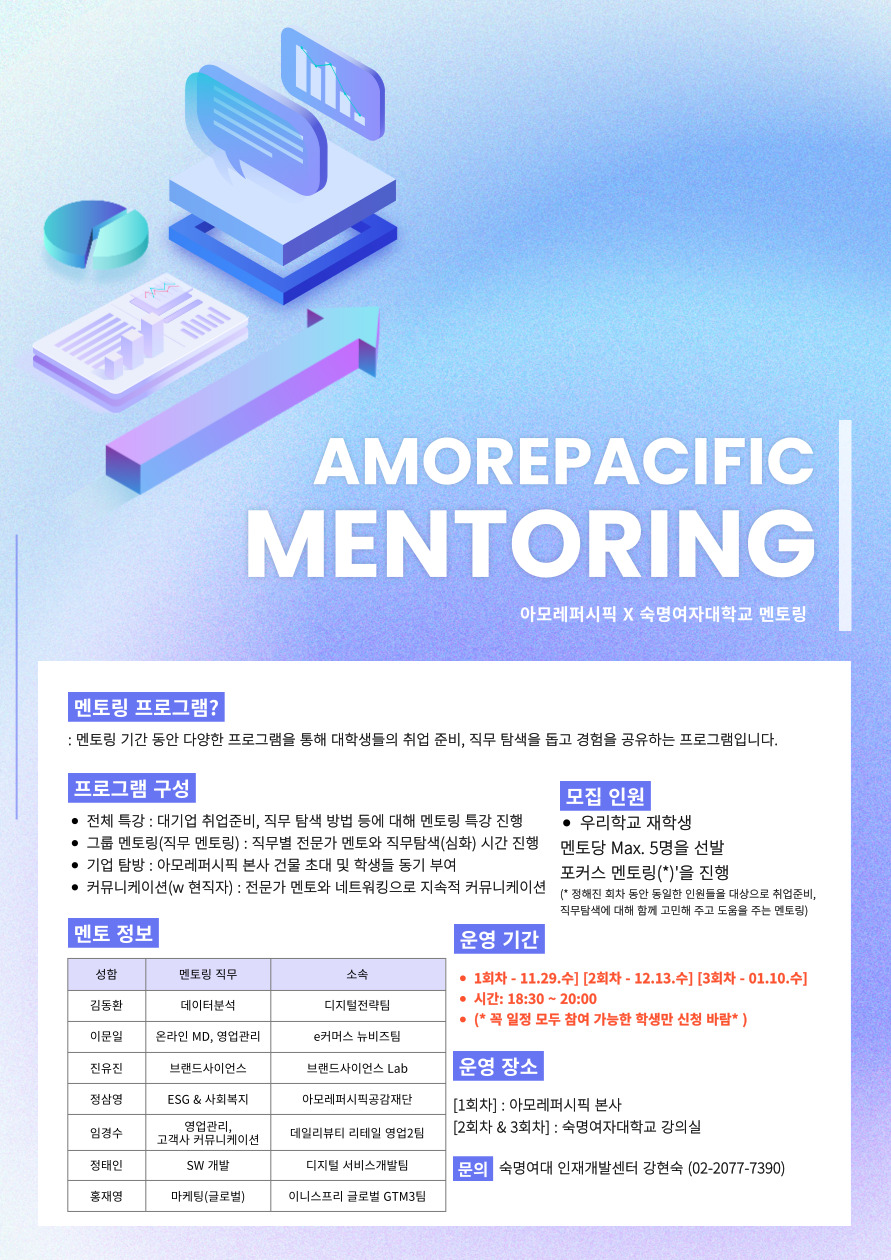 AMOREPACIFIC
MENTORING
아모레퍼시픽 X 숙명여자대학교 멘토링
멘토링 프로그램?
: 멘토링 기간 동안 다양한 프로그램을 통해 대학생들의 취업 준비, 직무 탐색을 돕고 경험을 공유하는 프로그램입니다.
프로그램 구성
• 전체 특강 : 대기업 취업준비, 직무 탐색 방법 등에 대해 멘토링 특강 진행
• 그룹 멘토링(직무 멘토링) : 직무별 전문가 멘토와 직무탐색(심화) 시간 진행
• 기업 탐방 : 아모레퍼시픽 본사 건물 초대 및 학생들 동기 부여
• 커뮤니케이션(w 현직자) : 전문가 멘토와 네트워킹으로 지속적 커뮤니케이션
모집 인원
• 우리학교 재학생
멘토당 Max. 5명을 선발
포커스 멘토링(*)'을 진행
(* 정해진 회차 동안 동일한 인원들을 대상으로 취업준비,
직무탐색에 대해 함께 고민해 주고 도움을 주는 멘토링)
멘토 정보
성함 멘토링 직무 소속
김동환 데이터분석 디지털전략팀
이문일 온라인 MD, 영업관리 e커머스 뉴비즈팀
진유진 브랜드사이언스 브랜드사이언스 Lab
정삼영 ESG & 사회복지 아모레퍼시픽공감재단
임경수 영업관리, 고객사 커뮤니케이션 데일리뷰티 리테일 영업2팀
정태인 SW 개발 디지털 서비스개발팀
홍재영 마케팅(글로벌) 이니스프리 글로벌 GTM3팀
운영 기간
• 1회차 - 11.29.수] [2회차 - 12.13.수] [3회차 - 01.10.수]
• 시간: 18:30 ~ 20:00
• (* 꼭 일정 모두 참여 가능한 학생만 신청 바람* )
운영 장소
[1회차] : 아모레퍼시픽 본사
[2회차 & 3회차] : 숙명여자대학교 강의실
문의 숙명여대 인재개발센터 강현숙 (02-2077-7390)